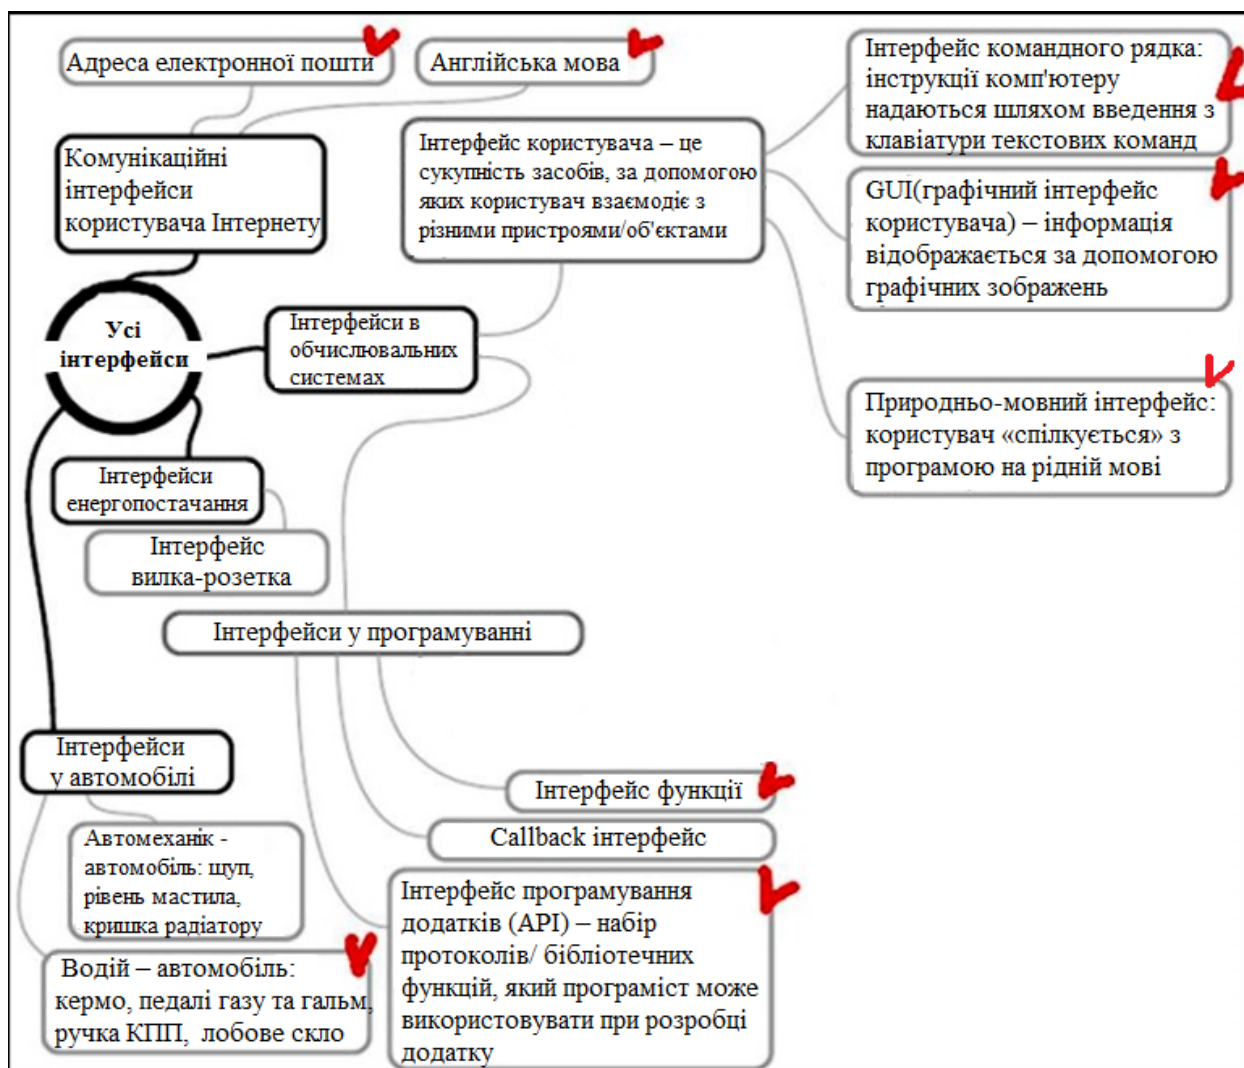 Адреса електронної пошти
Англійська мова
Інтерфейс командного рядка:
інструкції комп'ютеру
надаються шляхом введення з
клавіатури текстових команд
Комунікаційні
інтерфейси
користувача Інтернету
Інтерфейс користувача – це
сукупність засобів, за допомогою
яких користувач взаємодіє з
різними пристроями/об'єктами
GUI(графічний інтерфейс
користувача) – інформація
відображається за допомогою
графічних зображень
Усі
інтерфейси
Інтерфейси в
обчислювальних
системах
Природньо-мовний інтерфейс:
користувач «спілкується» з
програмою на рідній мові
Інтерфейси
енергопостачання
Інтерфейс
вилка-розетка
Інтерфейси у програмуванні
Інтерфейси
у автомобілі
Інтерфейс функції
Callback інтерфейс
Автомеханік -
автомобіль: щуп,
рівень мастила,
кришка радіатору
Інтерфейс програмування
додатків (API) – набір
протоколів/ бібліотечних
функцій, який програміст може
використовувати при розробці
додатку
Водій – автомобіль:
кермо, педалі газу та гальм,
ручка КПП, лобове скло